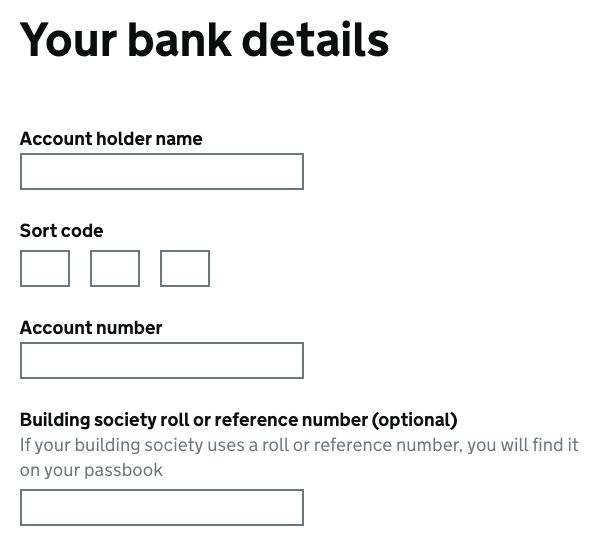 Your bank details
Account holder name
Sort code
Account number
Building society roll or reference number (optional)
If your building society uses a roll or reference number, you will find it
on your passbook